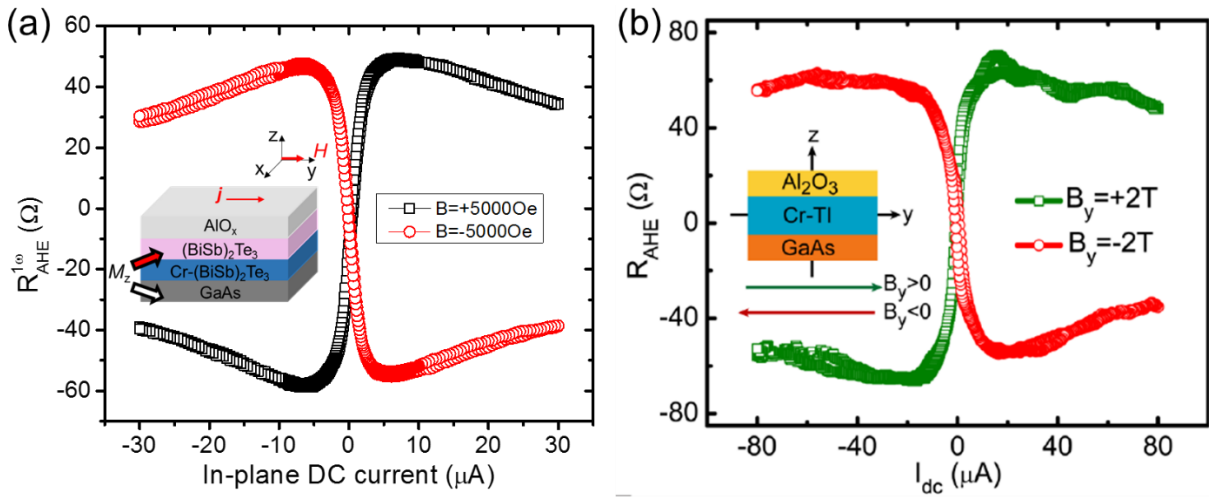 (a)
60
40
20
0
-20
-40
-60
-30
-20
-10
0
10
20
30
R_AHE^1ω (Ω)
In-plane DC current (μA)
z
H
x
y
j
AlOx
(BiSb)2Te3
Cr-(BiSb)2Te3
GaAs
Mz
B=+5000Oe
B=-5000Oe
(b)
80
40
0
-40
-80
-80
-40
0
40
80
R_AHE (Ω)
I_dc (μA)
z
Al2O3
Cr-TI
y
GaAs
By>0
By<0
By=+2T
By=-2T